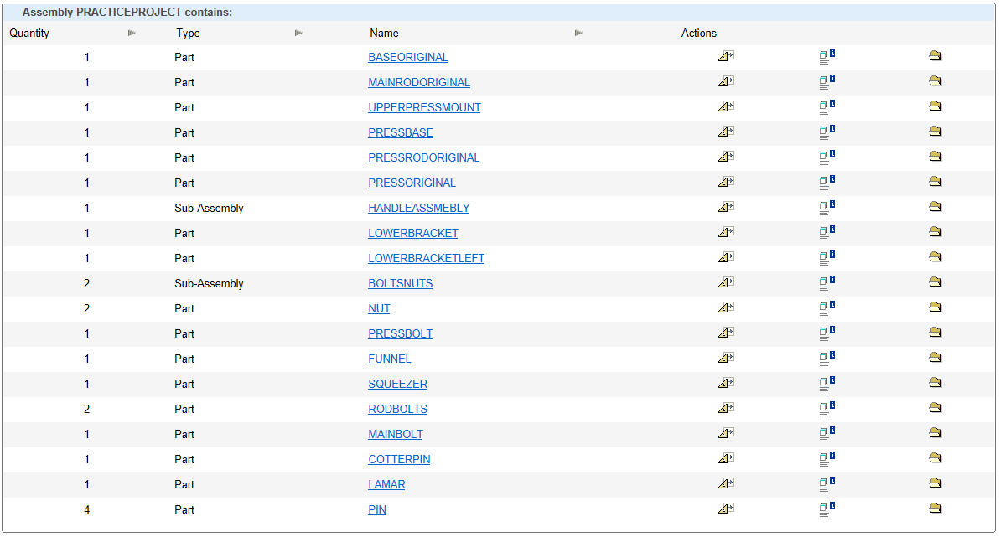 Assembly PRACTICEPROJECT contains:
Quantity Type Name Actions
1 Part BASEORIGINAL
1 Part MAINRODORIGINAL
1 Part UPPERPRESSMOUNT
1 Part PRESSBASE
1 Part PRESSRODORIGINAL
1 Part PRESSORIGINAL
1 Sub-Assembly HANDLEASSMEBLY
1 Part LOWERBRACKET
1 Part LOWERBRACKETLEFT
2 Sub-Assembly BOLTSNUTS
2 Part NUT
1 Part PRESSBOLT
1 Part FUNNEL
1 Part SQUEEZER
2 Part RODBOLTS
1 Part MAINBOLT
1 Part COTTERPIN
1 Part LAMAR
4 Part PIN